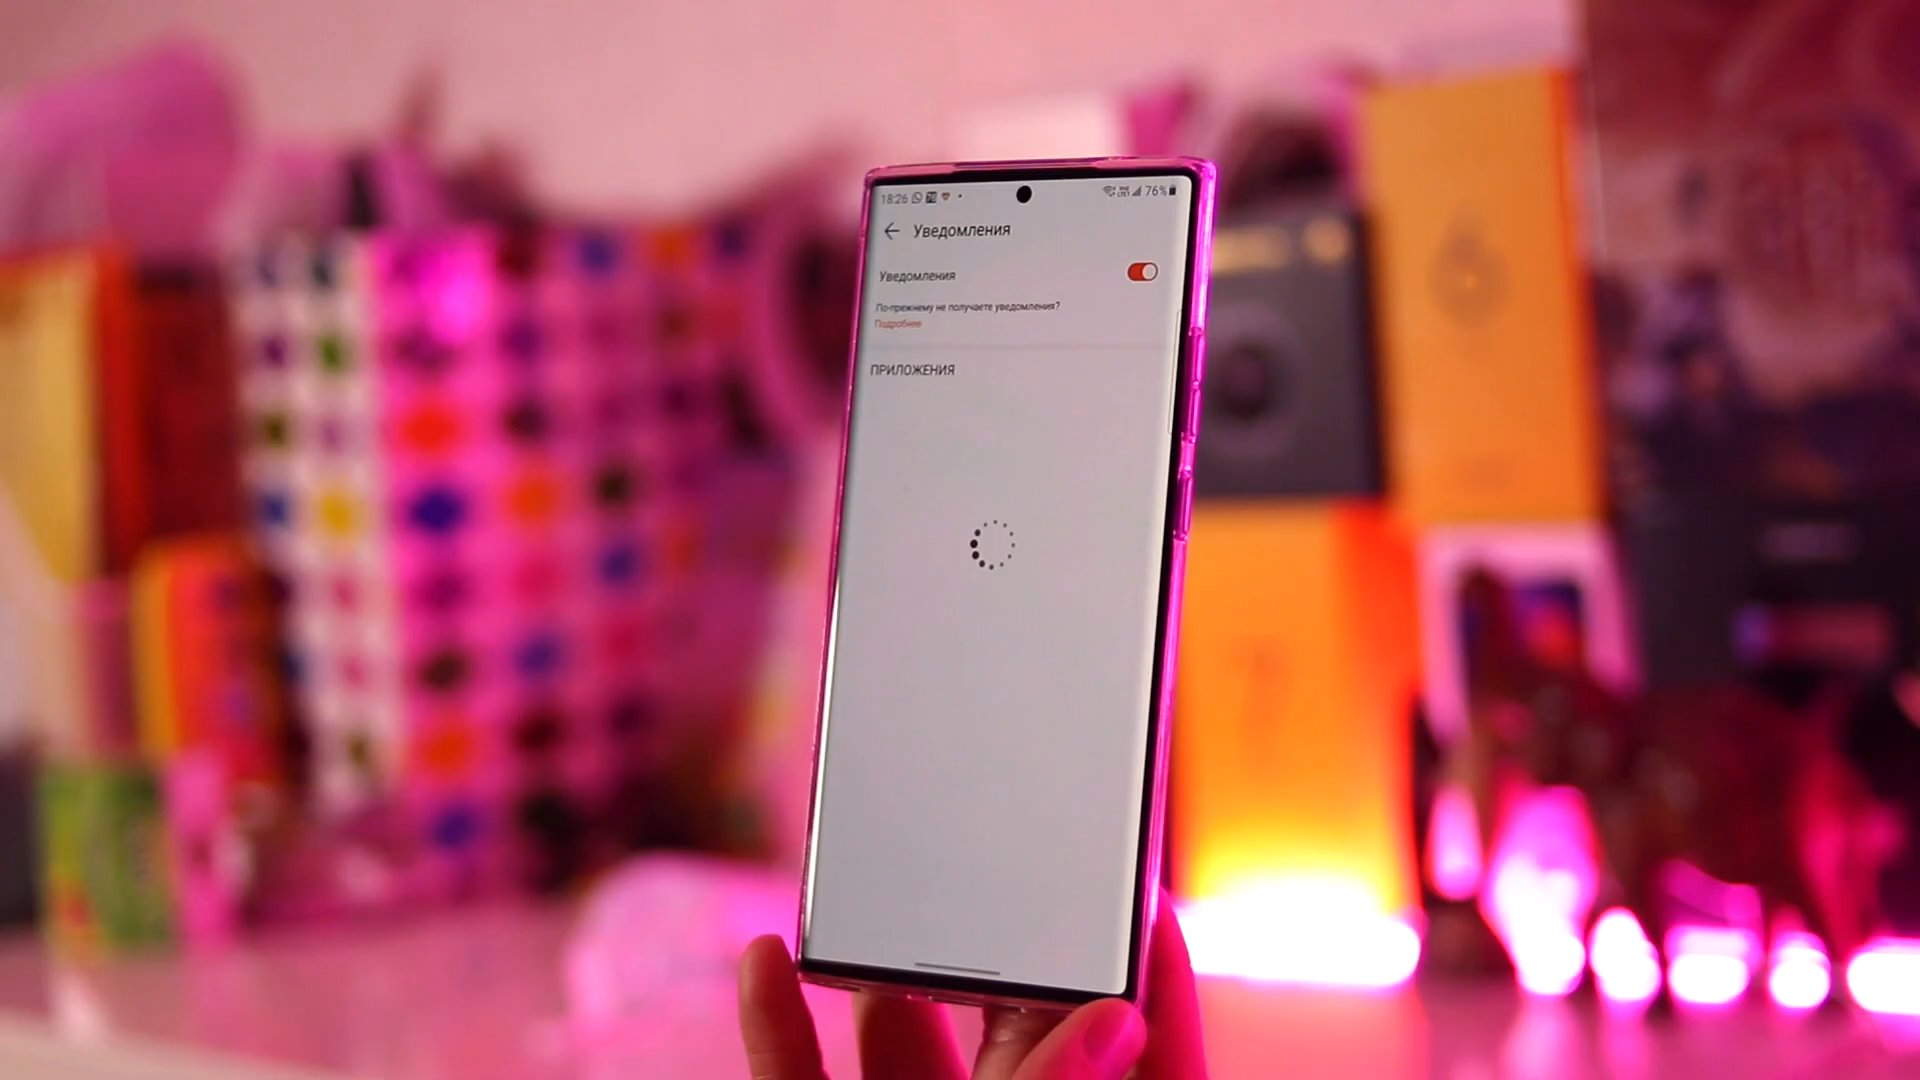 18:26 76%
Уведомления
Уведомления
По-прежнему не получаете уведомления?
Подробнее
ПРИЛОЖЕНИЯ